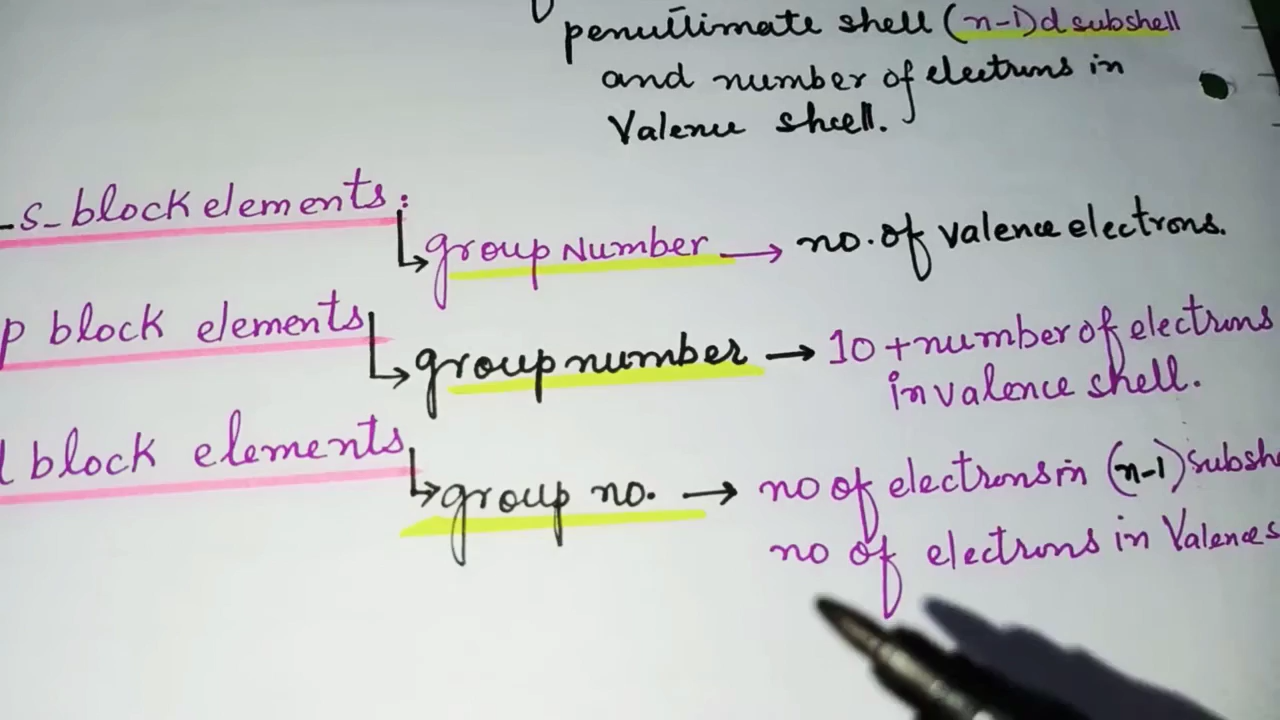 penultimate shell (n-1)d subshell
and number of electrons in
Valence shell.
-s-block elements:
group Number → no. of valence electrons.
p block elements
group number → 10 + number of electrons
in valence shell.
block elements
group no. → no of electrons in (n-1) subshe
no of electrons in Valence s